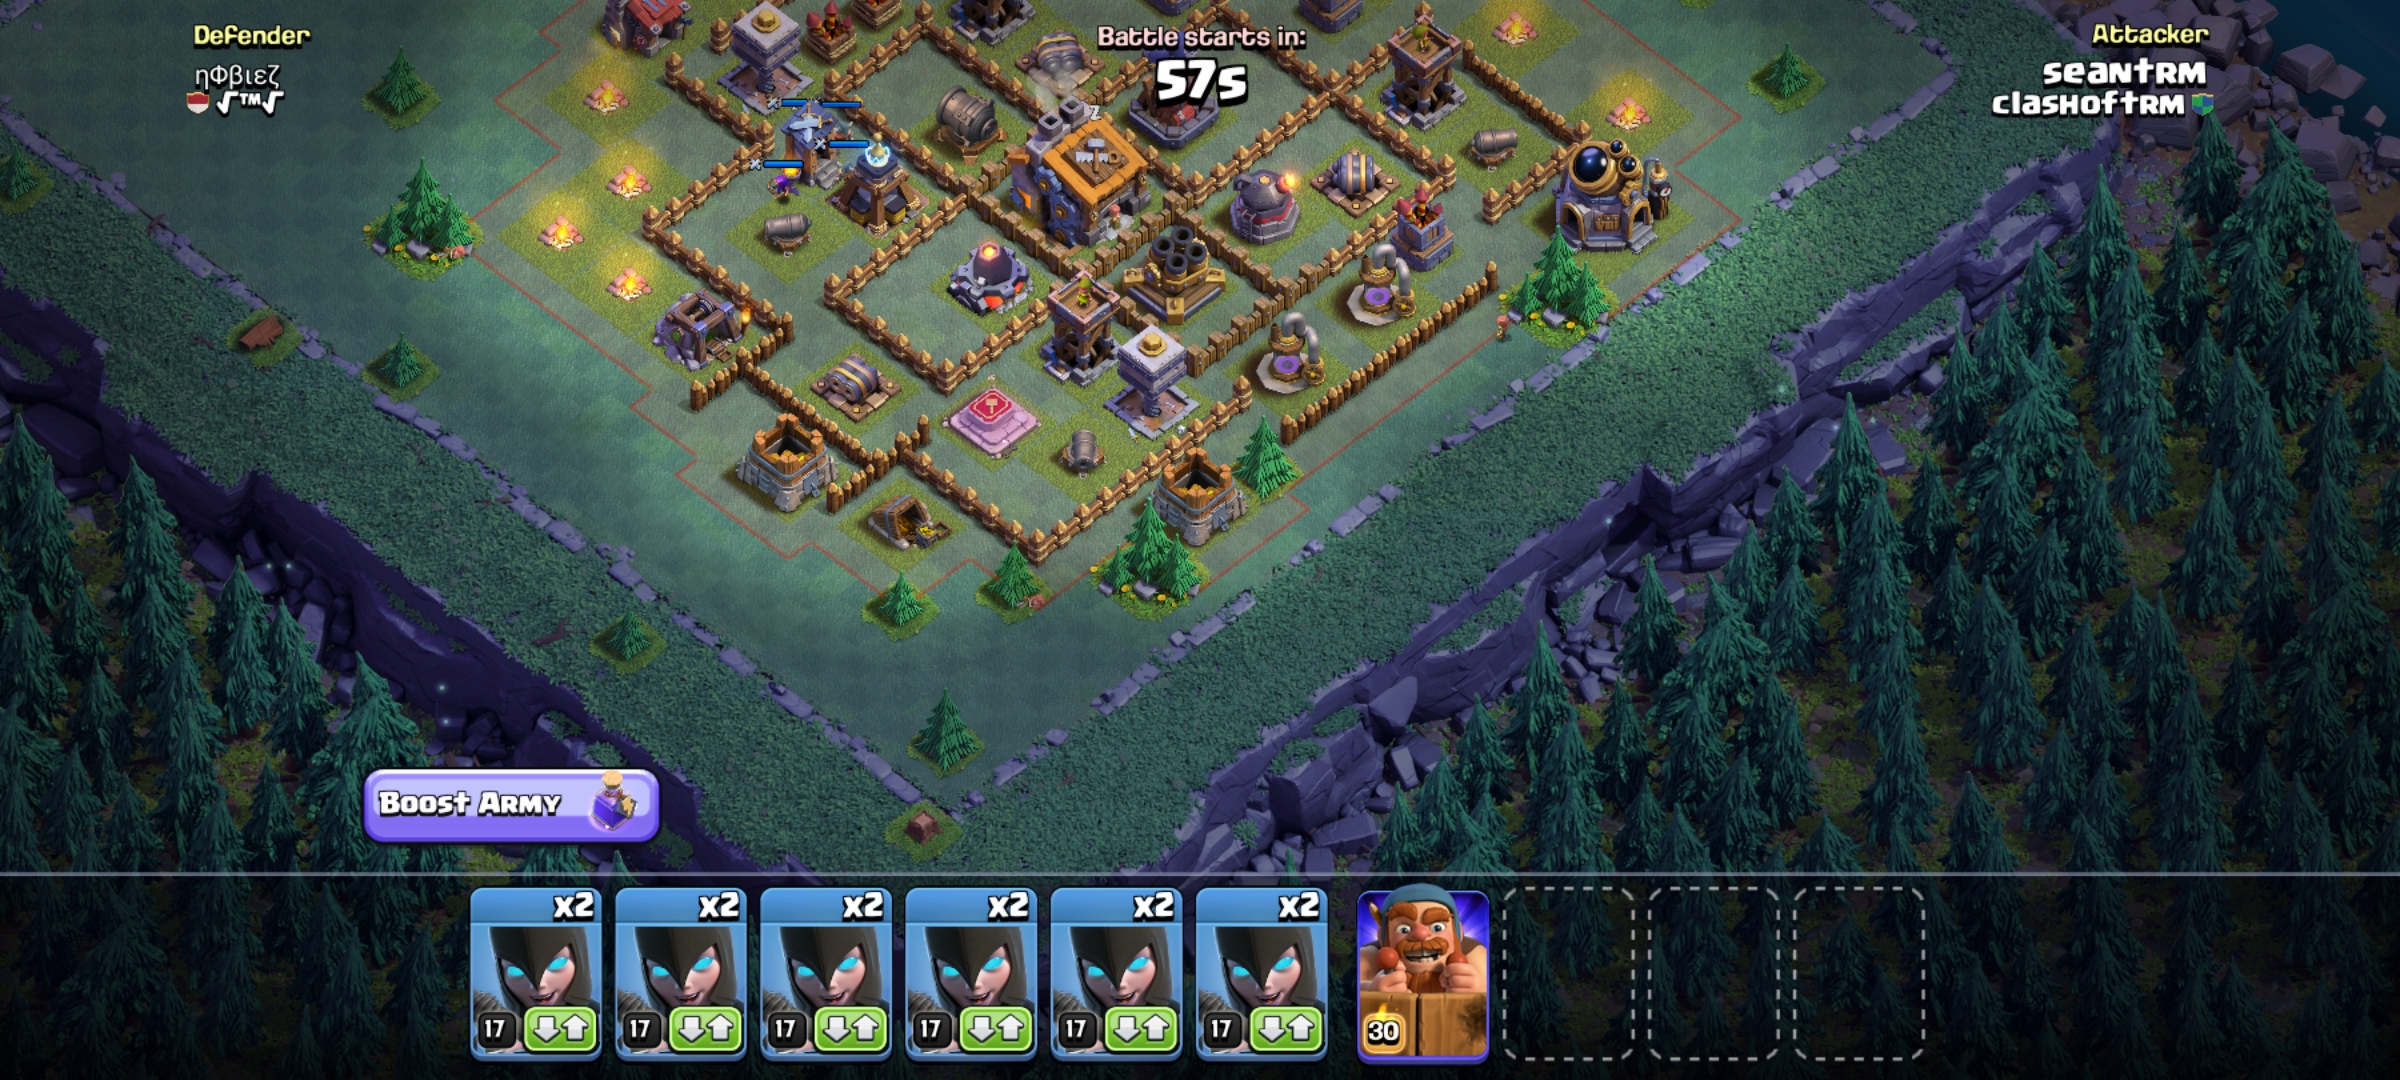 Defender
ηΦβιεζ
√™√
Battle starts in:
57s
Attacker
seantRM
clashoftRM
z
VIII
Boost Army
x2
x2
x2
x2
x2
x2
17
17
17
17
17
17
30